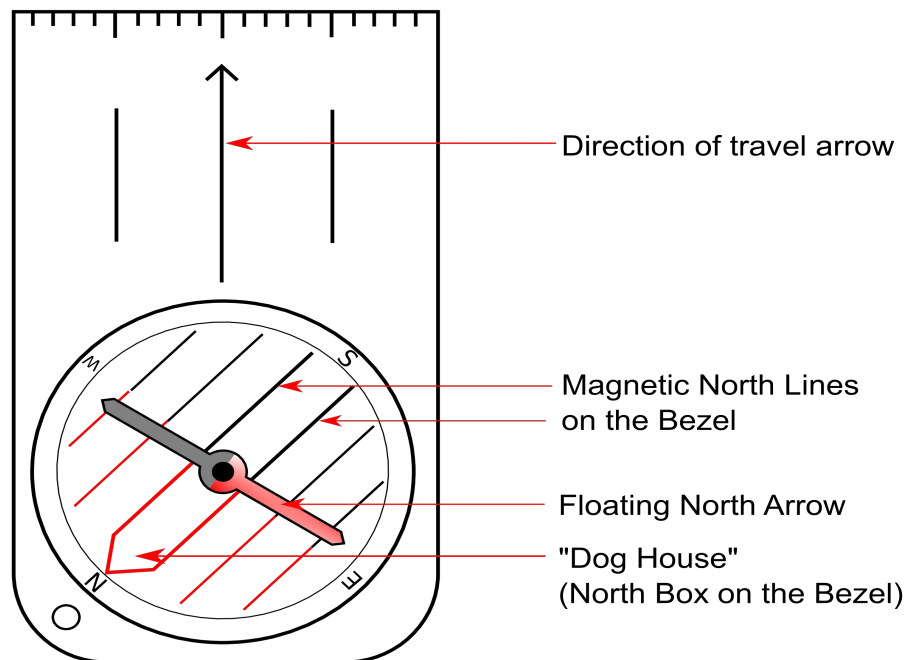 Direction of travel arrow
W
S
Magnetic North Lines
on the Bezel
Floating North Arrow
"Dog House"
(North Box on the Bezel)
N
E